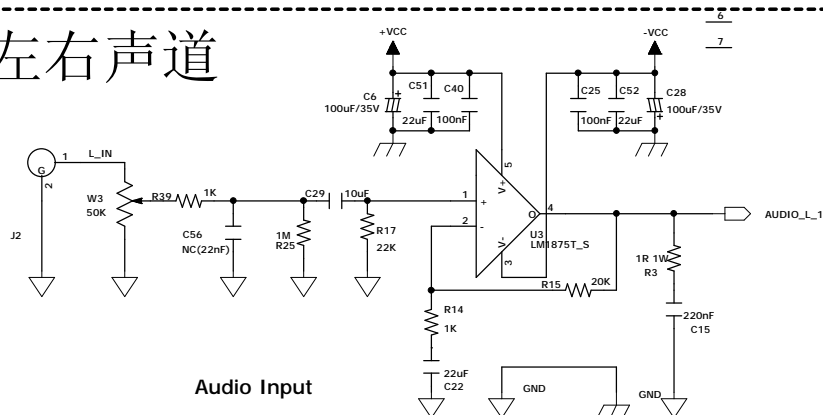 左右声道
+VCC
-VCC
6
7
C6
100uF/35V
C51
22uF
C40
100nF
C25
100nF
C52
22uF
C28
100uF/35V
G
1
2
J2
L_IN
W3
50K
R39
1K
C56
NC(22nF)
1M
R25
C29
10uF
R17
22K
1
2
+
-
5
V+
V-
3
O
4
U3
LM1875T_S
R15
20K
R14
1K
22uF
C22
1R 1W
R3
220nF
C15
AUDIO_L_1
GND
GND
Audio Input